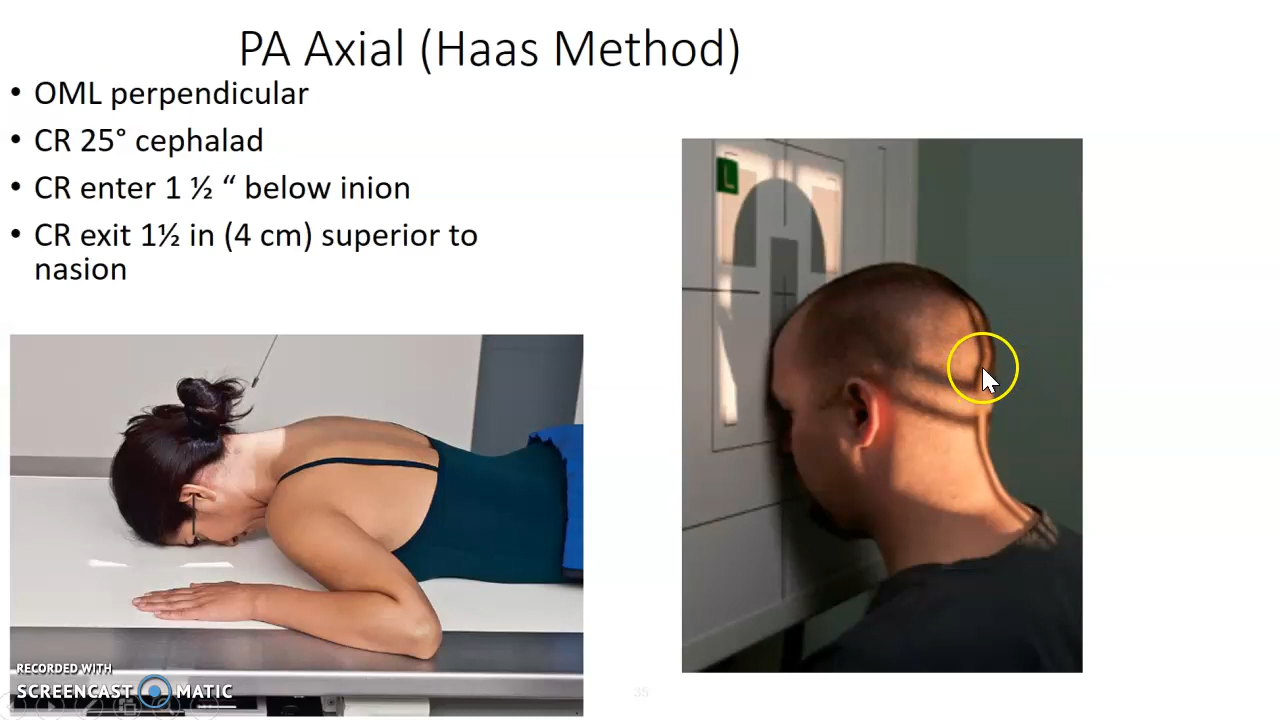 PA Axial (Haas Method)
• OML perpendicular
• CR 25° cephalad
• CR enter 1 ½ “ below inion
• CR exit 1½ in (4 cm) superior to
nasion
L
RECORDED WITH
SCREENCAST MATIC
35